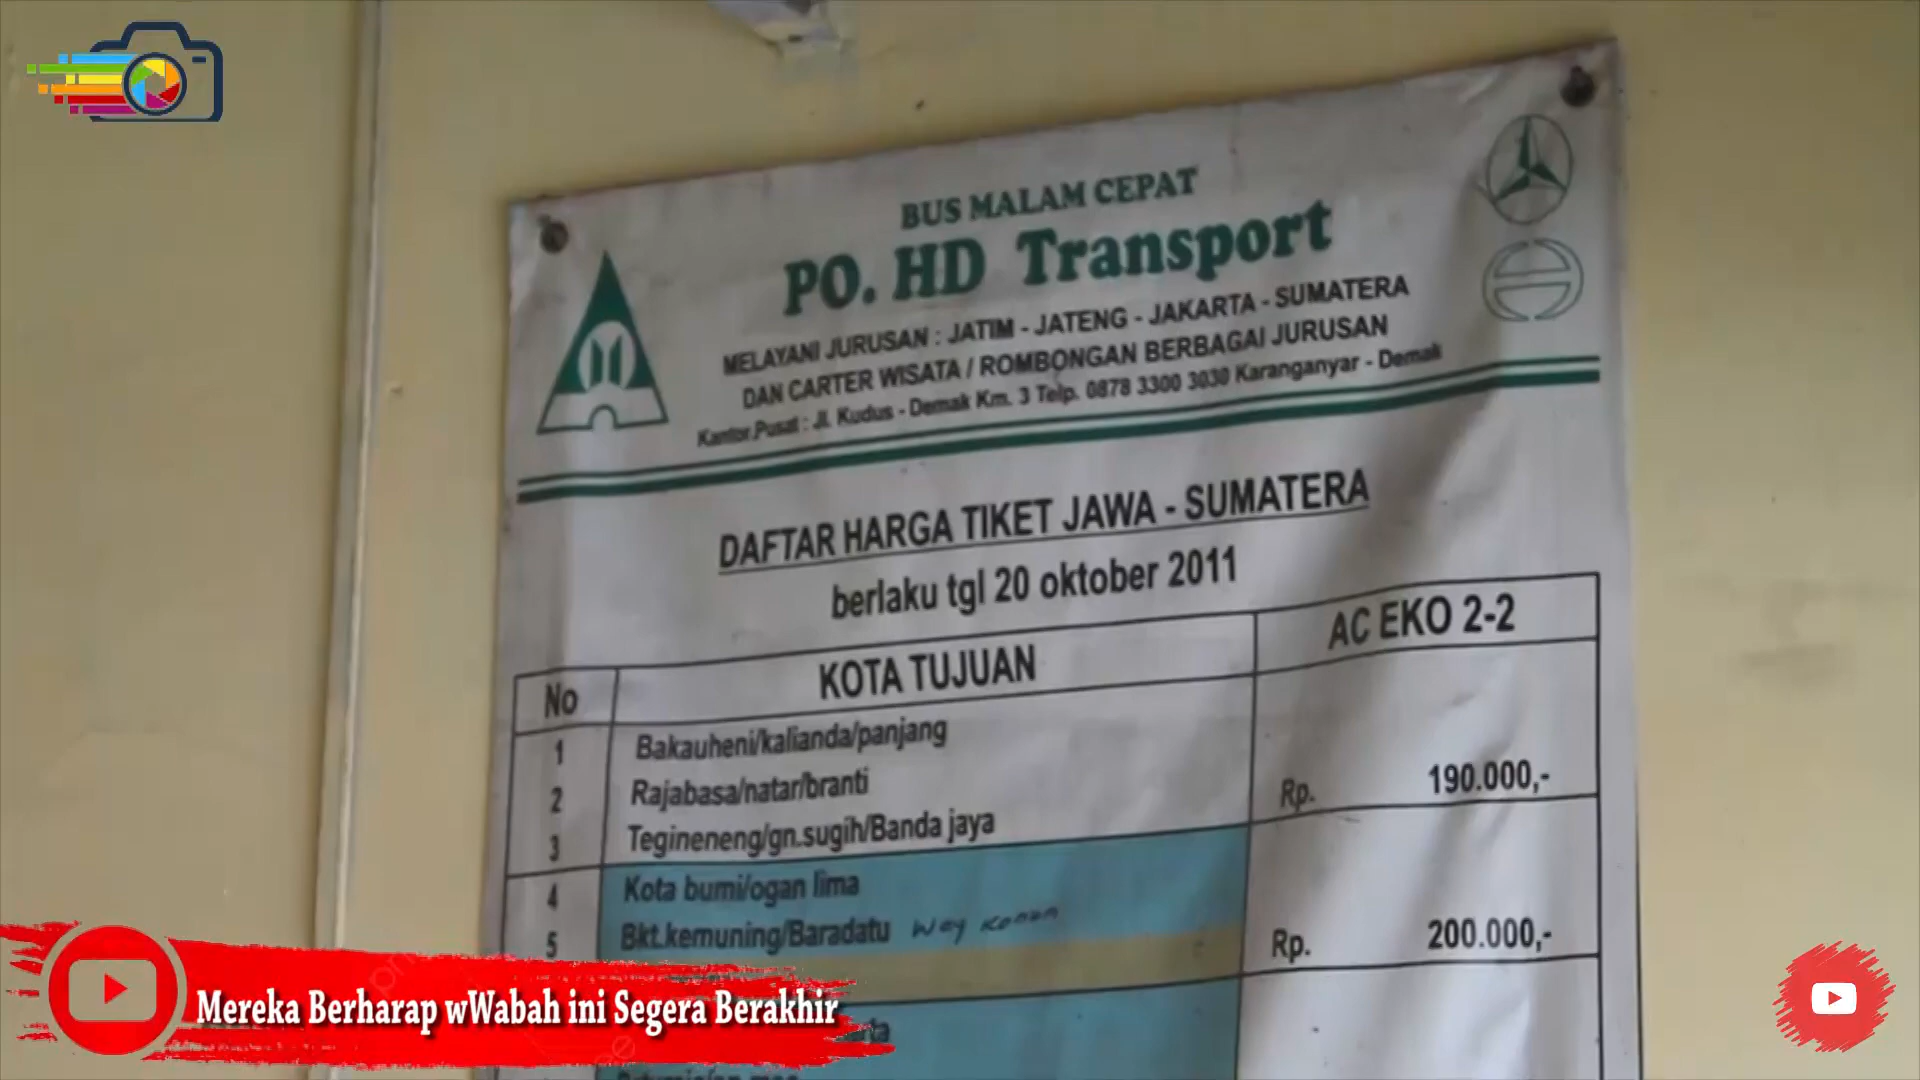 BUS MALAM CEPAT
PO. HD Transport
MELAYANI JURUSAN : JATIM - JATENG - JAKARTA - SUMATERA
DAN CARTER WISATA / ROMBONGAN BERBAGAI JURUSAN
Kantor Pusat : Jl. Kudus - Demak Km. 3 Telp. 0878 3300 3030 Karanganyar - Demak
DAFTAR HARGA TIKET JAWA - SUMATERA
berlaku tgl 20 oktober 2011
No KOTA TUJUAN AC EKO 2-2
1 Bakauheni/kalianda/panjang
2 Rajabasa/natar/branti
3 Tegineneng/gn.sugih/Banda jaya
Rp. 190.000,-
4 Kota bumi/ogan lima
5 Bkt.kemuning/Baradatu Way Kanan
Rp. 200.000,-
Mereka Berharap wWabah ini Segera Berakhir